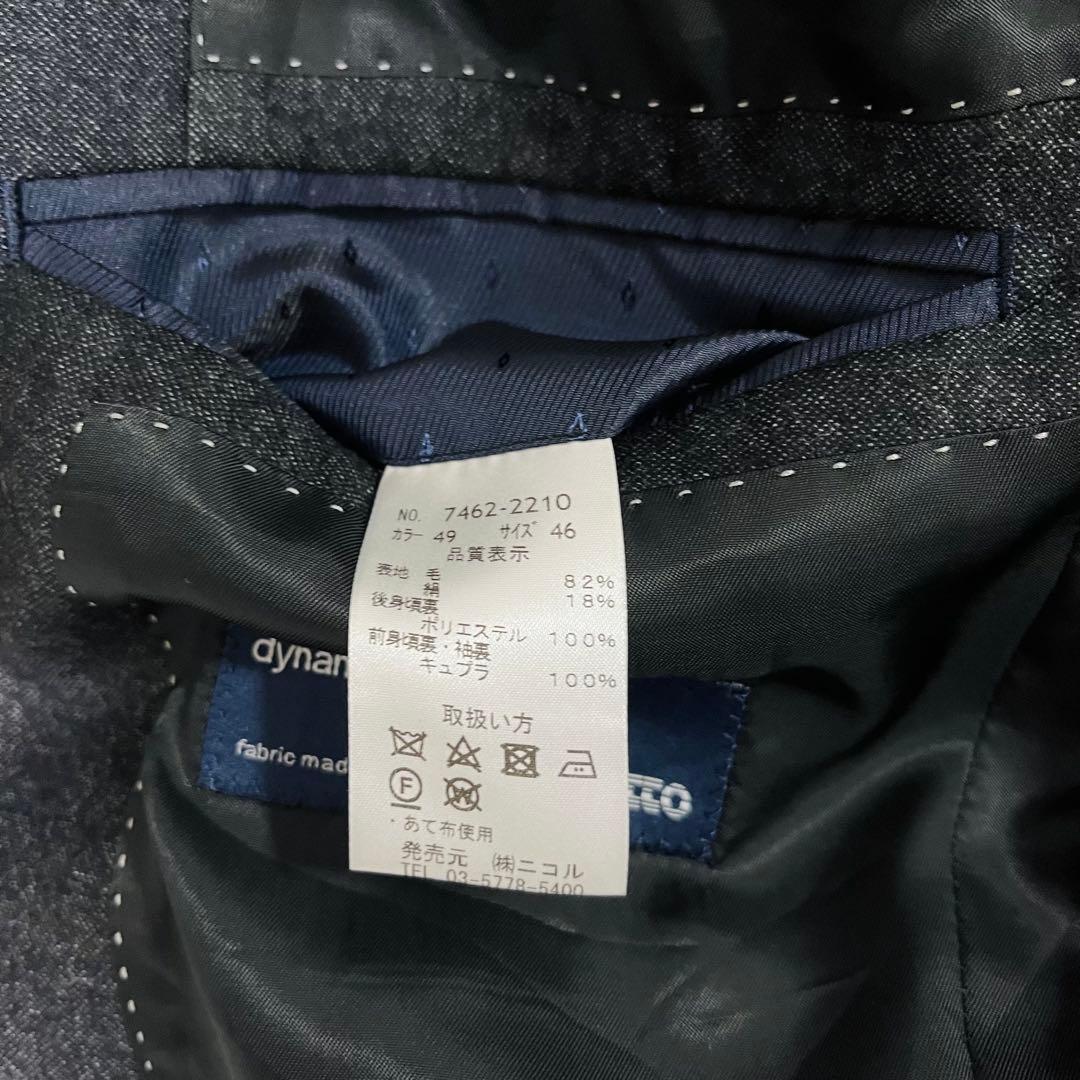 NO. 7462-2210
カラー 49 サイズ 46
品質表示
表地 毛 82%
絹 18%
後身頃裏
ポリエステル 100%
前身頃裏・袖裏
キュプラ 100%
取扱い方
F W
・あて布使用
発売元 ㈱ニコル
TEL 03-5778-5400
fabric